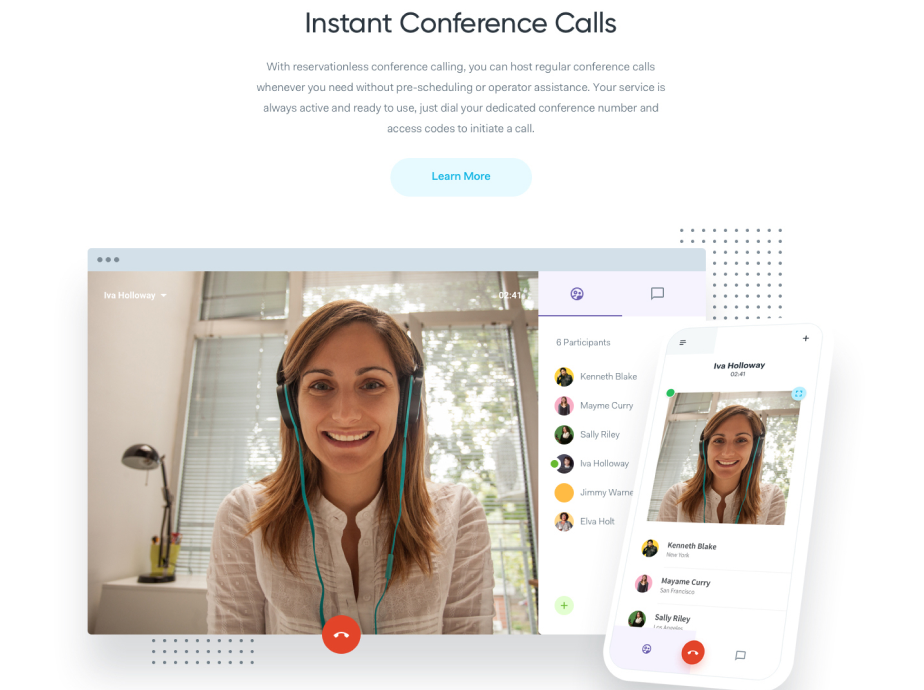 Instant Conference Calls
With reservationless conference calling, you can host regular conference calls
whenever you need without pre-scheduling or operator assistance. Your service is
always active and ready to use, just dial your dedicated conference number and
access codes to initiate a call.
Learn More
Iva Holloway
02:41
6 Participants
Kenneth Blake
Mayme Curry
Sally Riley
Iva Holloway
Jimmy Warne
Elva Holt
Iva Holloway
02:41
Kenneth Blake
New York
Mayame Curry
San Francisco
Sally Riley
Los Angeles